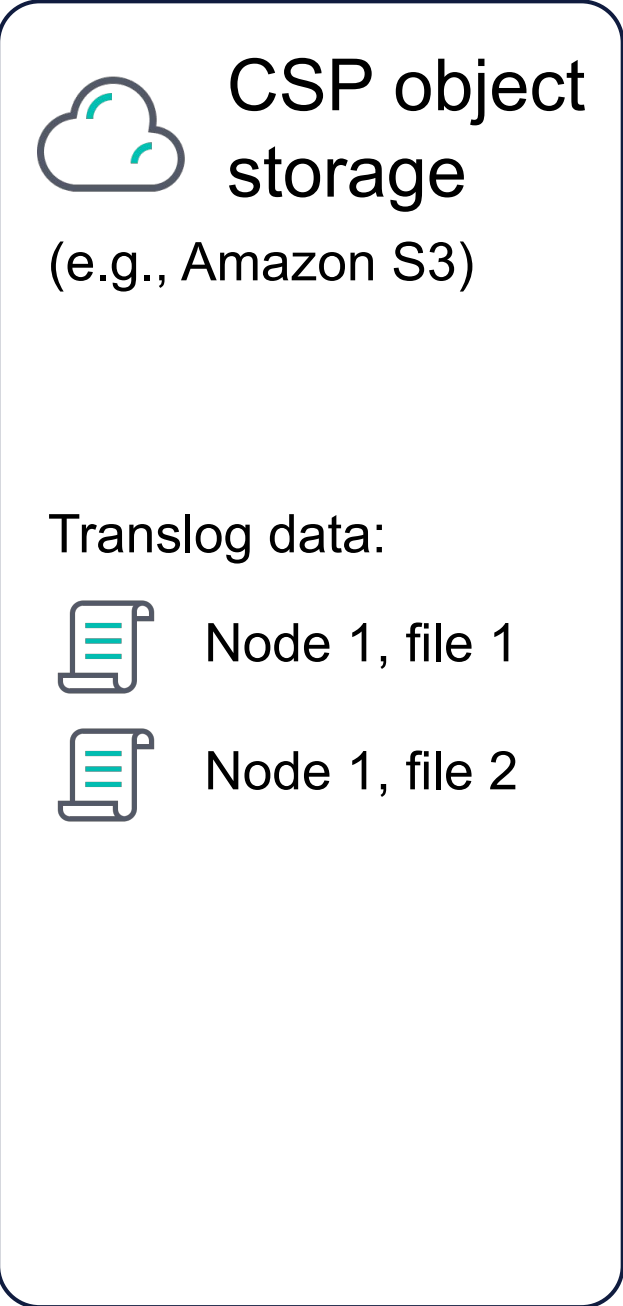 CSP object
storage
(e.g., Amazon S3)
Translog data:
Node 1, file 1
Node 1, file 2